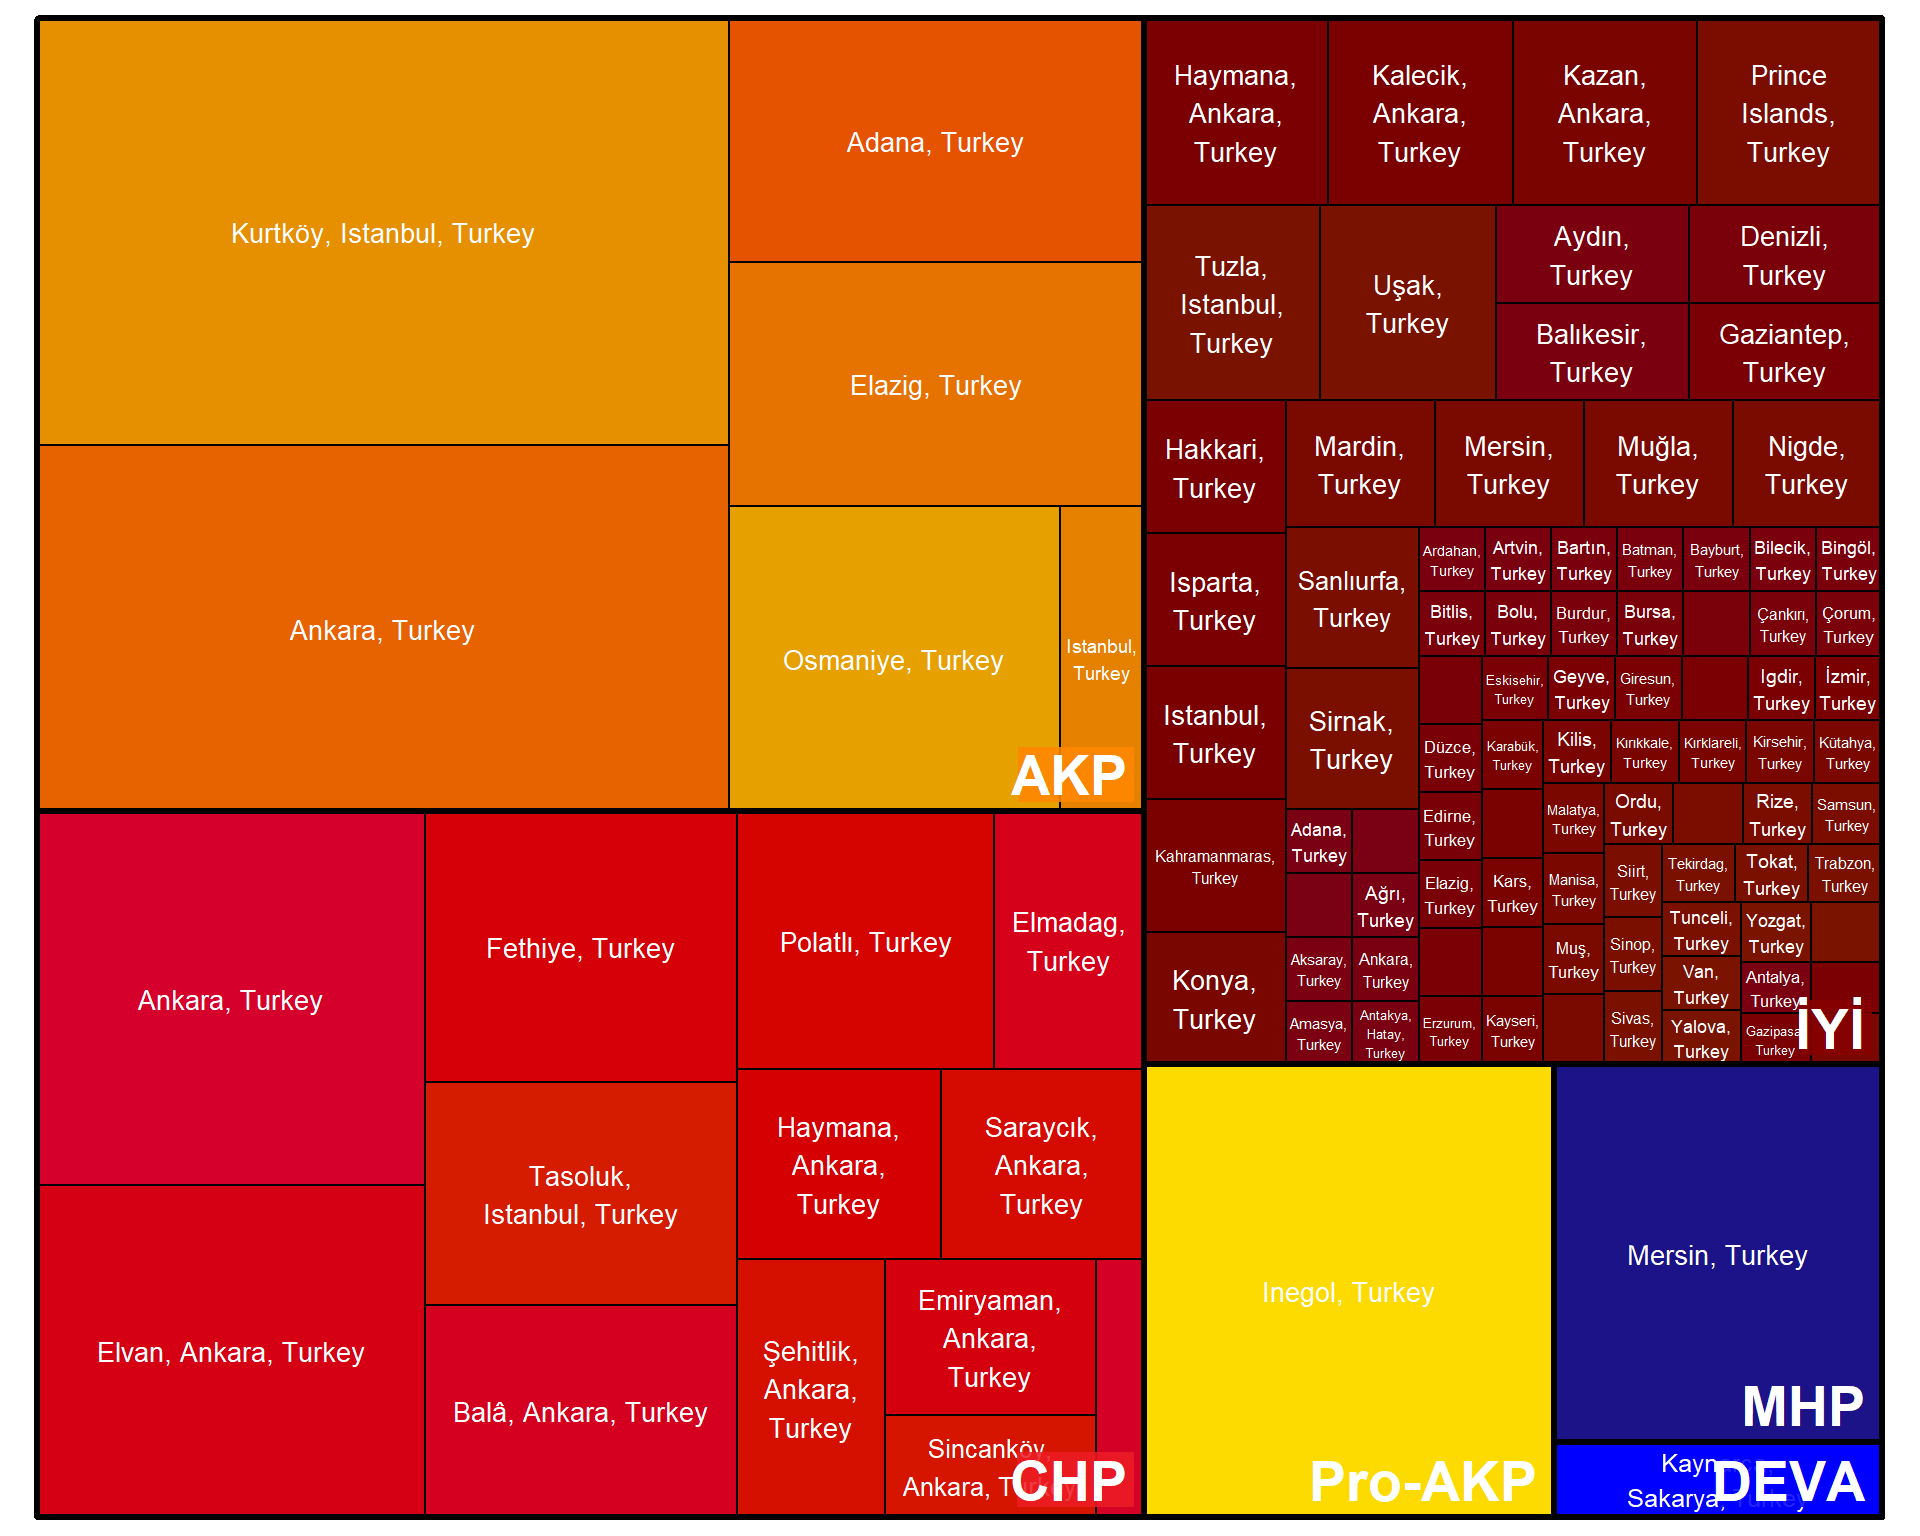 Kurtköy, Istanbul, Turkey
Ankara, Turkey
Adana, Turkey
Elazig, Turkey
Osmaniye, Turkey
Istanbul,
Turkey
AKP
Ankara, Turkey
Elvan, Ankara, Turkey
Fethiye, Turkey
Tasoluk,
Istanbul, Turkey
Balâ, Ankara, Turkey
Polatlı, Turkey
Elmadag,
Turkey
Haymana,
Ankara,
Turkey
Saraycık,
Ankara,
Turkey
Şehitlik,
Ankara,
Turkey
Emiryaman,
Ankara,
Turkey
Sincanköy,
Ankara, Turkey
CHP
Haymana,
Ankara,
Turkey
Kalecik,
Ankara,
Turkey
Kazan,
Ankara,
Turkey
Prince
Islands,
Turkey
Tuzla,
Istanbul,
Turkey
Uşak,
Turkey
Aydın,
Turkey
Denizli,
Turkey
Balıkesir,
Turkey
Gaziantep,
Turkey
Hakkari,
Turkey
Mardin,
Turkey
Mersin,
Turkey
Muğla,
Turkey
Nigde,
Turkey
Isparta,
Turkey
Istanbul,
Turkey
Kahramanmaras,
Turkey
Konya,
Turkey
Sanlıurfa,
Turkey
Sirnak,
Turkey
Adana,
Turkey
Ağrı,
Turkey
Aksaray,
Turkey
Ankara,
Turkey
Amasya,
Turkey
Antakya,
Hatay,
Turkey
Ardahan,
Turkey
Artvin,
Turkey
Bartın,
Turkey
Batman,
Turkey
Bayburt,
Turkey
Bilecik,
Turkey
Bingöl,
Turkey
Bitlis,
Turkey
Bolu,
Turkey
Burdur,
Turkey
Bursa,
Turkey
Çankırı,
Turkey
Çorum,
Turkey
Eskisehir,
Turkey
Geyve,
Turkey
Giresun,
Turkey
Igdir,
Turkey
İzmir,
Turkey
Düzce,
Turkey
Karabük,
Turkey
Kilis,
Turkey
Kırıkkale,
Turkey
Kırklareli,
Turkey
Kirsehir,
Turkey
Kütahya,
Turkey
Edirne,
Turkey
Malatya,
Turkey
Ordu,
Turkey
Rize,
Turkey
Samsun,
Turkey
Elazig,
Turkey
Kars,
Turkey
Manisa,
Turkey
Siirt,
Turkey
Tekirdag,
Turkey
Tokat,
Turkey
Trabzon,
Turkey
Muş,
Turkey
Sinop,
Turkey
Tunceli,
Turkey
Yozgat,
Turkey
Van,
Turkey
Antalya,
Turkey
Erzurum,
Turkey
Kayseri,
Turkey
Sivas,
Turkey
Yalova,
Turkey
Gazipasa
Turkey
İYİ
Inegol, Turkey
Pro-AKP
Mersin, Turkey
MHP
Sakarya, Turkey
DEVA